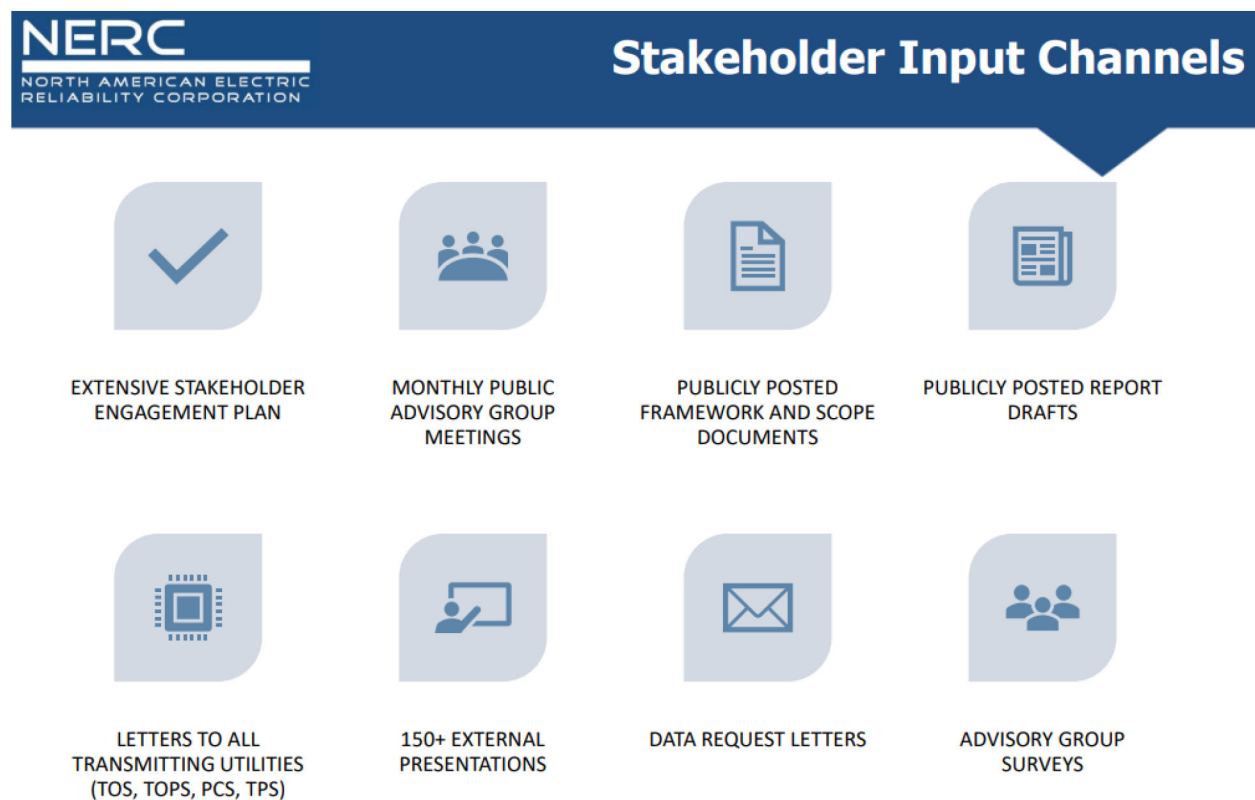 NERC
NORTH AMERICAN ELECTRIC
RELIABILITY CORPORATION
Stakeholder Input Channels
EXTENSIVE STAKEHOLDER
ENGAGEMENT PLAN
MONTHLY PUBLIC
ADVISORY GROUP
MEETINGS
PUBLICLY POSTED
FRAMEWORK AND SCOPE
DOCUMENTS
PUBLICLY POSTED REPORT
DRAFTS
LETTERS TO ALL
TRANSMITTING UTILITIES
(TOS, TOPS, PCS, TPS)
150+ EXTERNAL
PRESENTATIONS
DATA REQUEST LETTERS
ADVISORY GROUP
SURVEYS